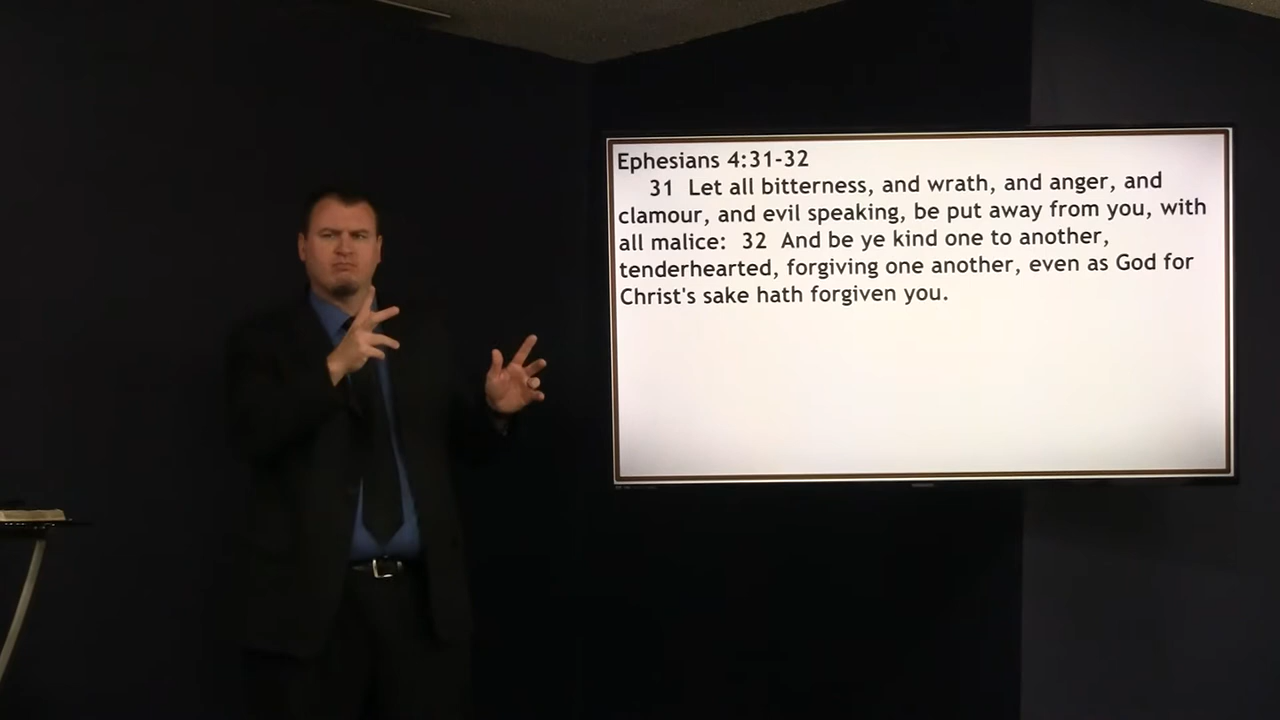 Ephesians 4:31-32
31 Let all bitterness, and wrath, and anger, and
clamour, and evil speaking, be put away from you, with
all malice: 32 And be ye kind one to another,
tenderhearted, forgiving one another, even as God for
Christ's sake hath forgiven you.